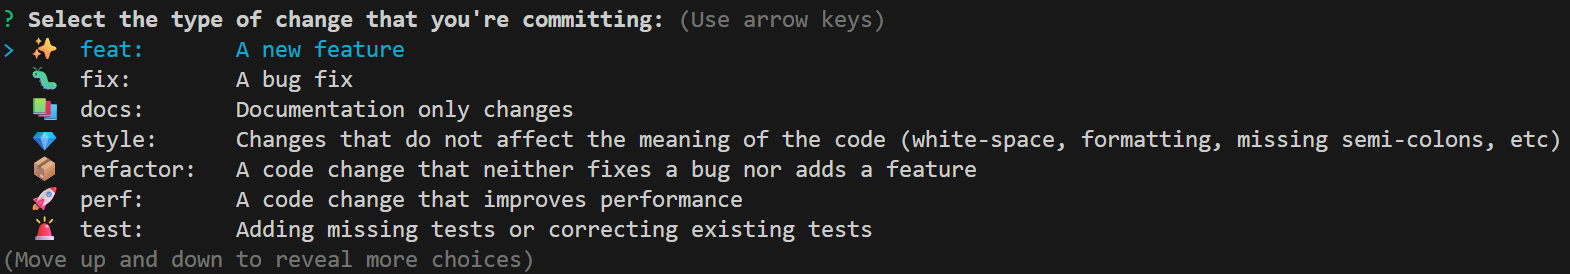 ? Select the type of change that you're committing: (Use arrow keys)
> ✨ feat: A new feature
🐛 fix: A bug fix
📚 docs: Documentation only changes
💎 style: Changes that do not affect the meaning of the code (white-space, formatting, missing semi-colons, etc)
📦 refactor: A code change that neither fixes a bug nor adds a feature
🚀 perf: A code change that improves performance
🚨 test: Adding missing tests or correcting existing tests
(Move up and down to reveal more choices)